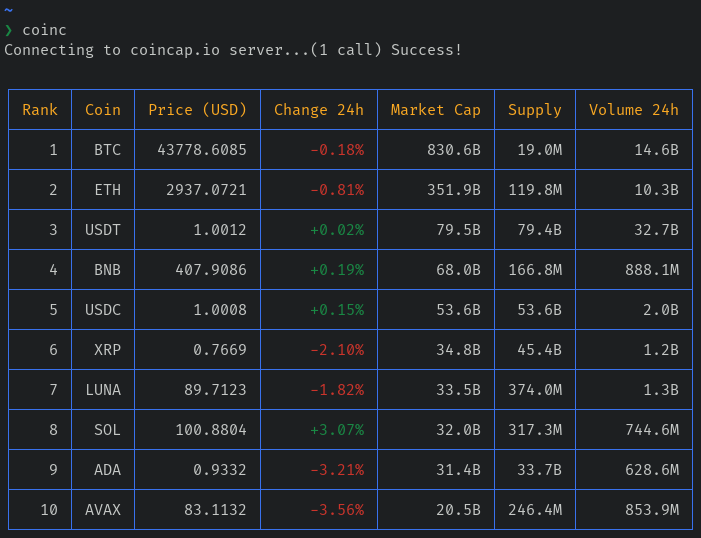 ~
❯ coinc
Connecting to coincap.io server...(1 call) Success!
Rank Coin Price (USD) Change 24h Market Cap Supply Volume 24h
1 BTC 43778.6085 -0.18% 830.6B 19.0M 14.6B
2 ETH 2937.0721 -0.81% 351.9B 119.8M 10.3B
3 USDT 1.0012 +0.02% 79.5B 79.4B 32.7B
4 BNB 407.9086 +0.19% 68.0B 166.8M 888.1M
5 USDC 1.0008 +0.15% 53.6B 53.6B 2.0B
6 XRP 0.7669 -2.10% 34.8B 45.4B 1.2B
7 LUNA 89.7123 -1.82% 33.5B 374.0M 1.3B
8 SOL 100.8804 +3.07% 32.0B 317.3M 744.6M
9 ADA 0.9332 -3.21% 31.4B 33.7B 628.6M
10 AVAX 83.1132 -3.56% 20.5B 246.4M 853.9M